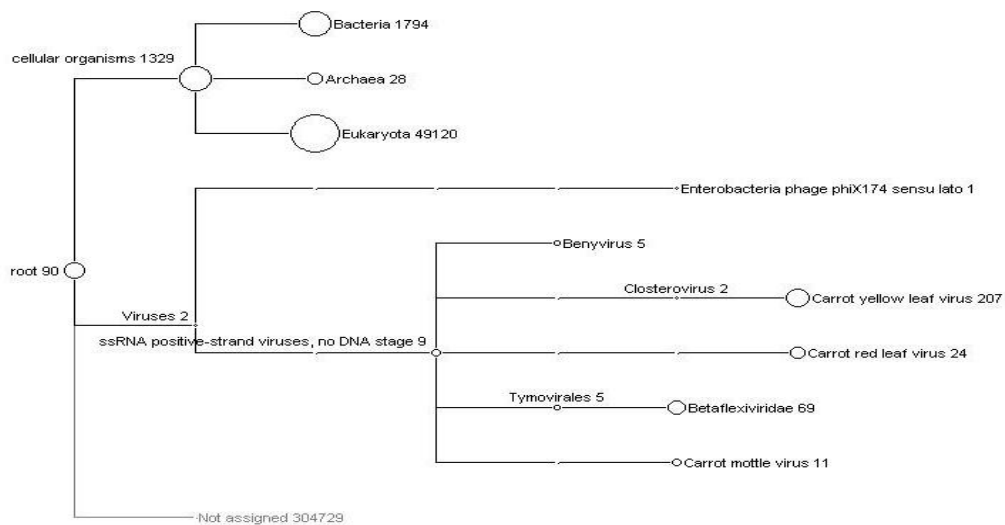 Bacteria 1794
cellular organisms 1329
Archaea 28
Eukaryota 49120
Enterobacteria phage phiX174 sensu lato 1
Benyvirus 5
root 90
Closterovirus 2
Carrot yellow leaf virus 207
Viruses 2
ssRNA positive-strand viruses, no DNA stage 9
Carrot red leaf virus 24
Tymovirales 5
Betaflexiviridae 69
Carrot mottle virus 11
Not assigned 304729